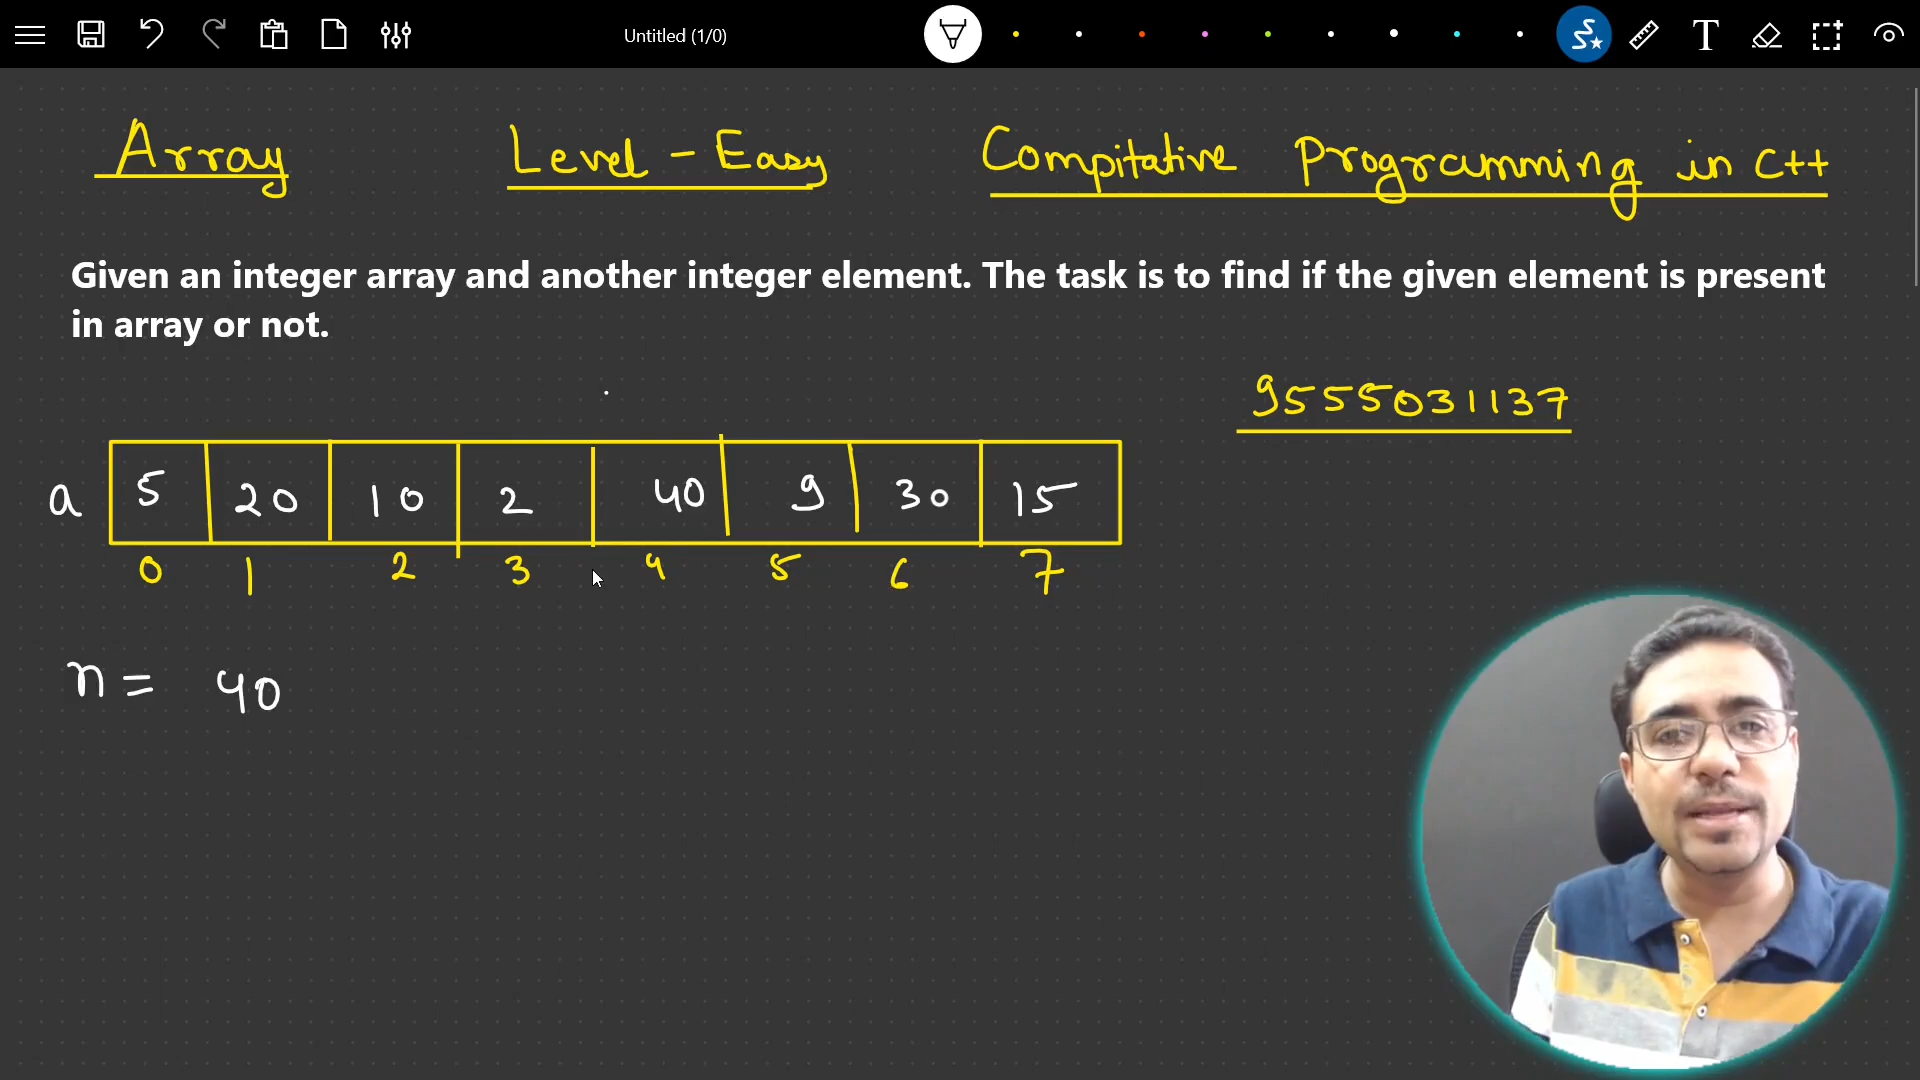 Untitled (1/0)
T
Array Level - Easy Compitative Programming in C++
Given an integer array and another integer element. The task is to find if the given element is present
in array or not.
9555031137
a 5 20 10 2 40 9 30 15
0 1 2 3 4 5 6 7
n = 40